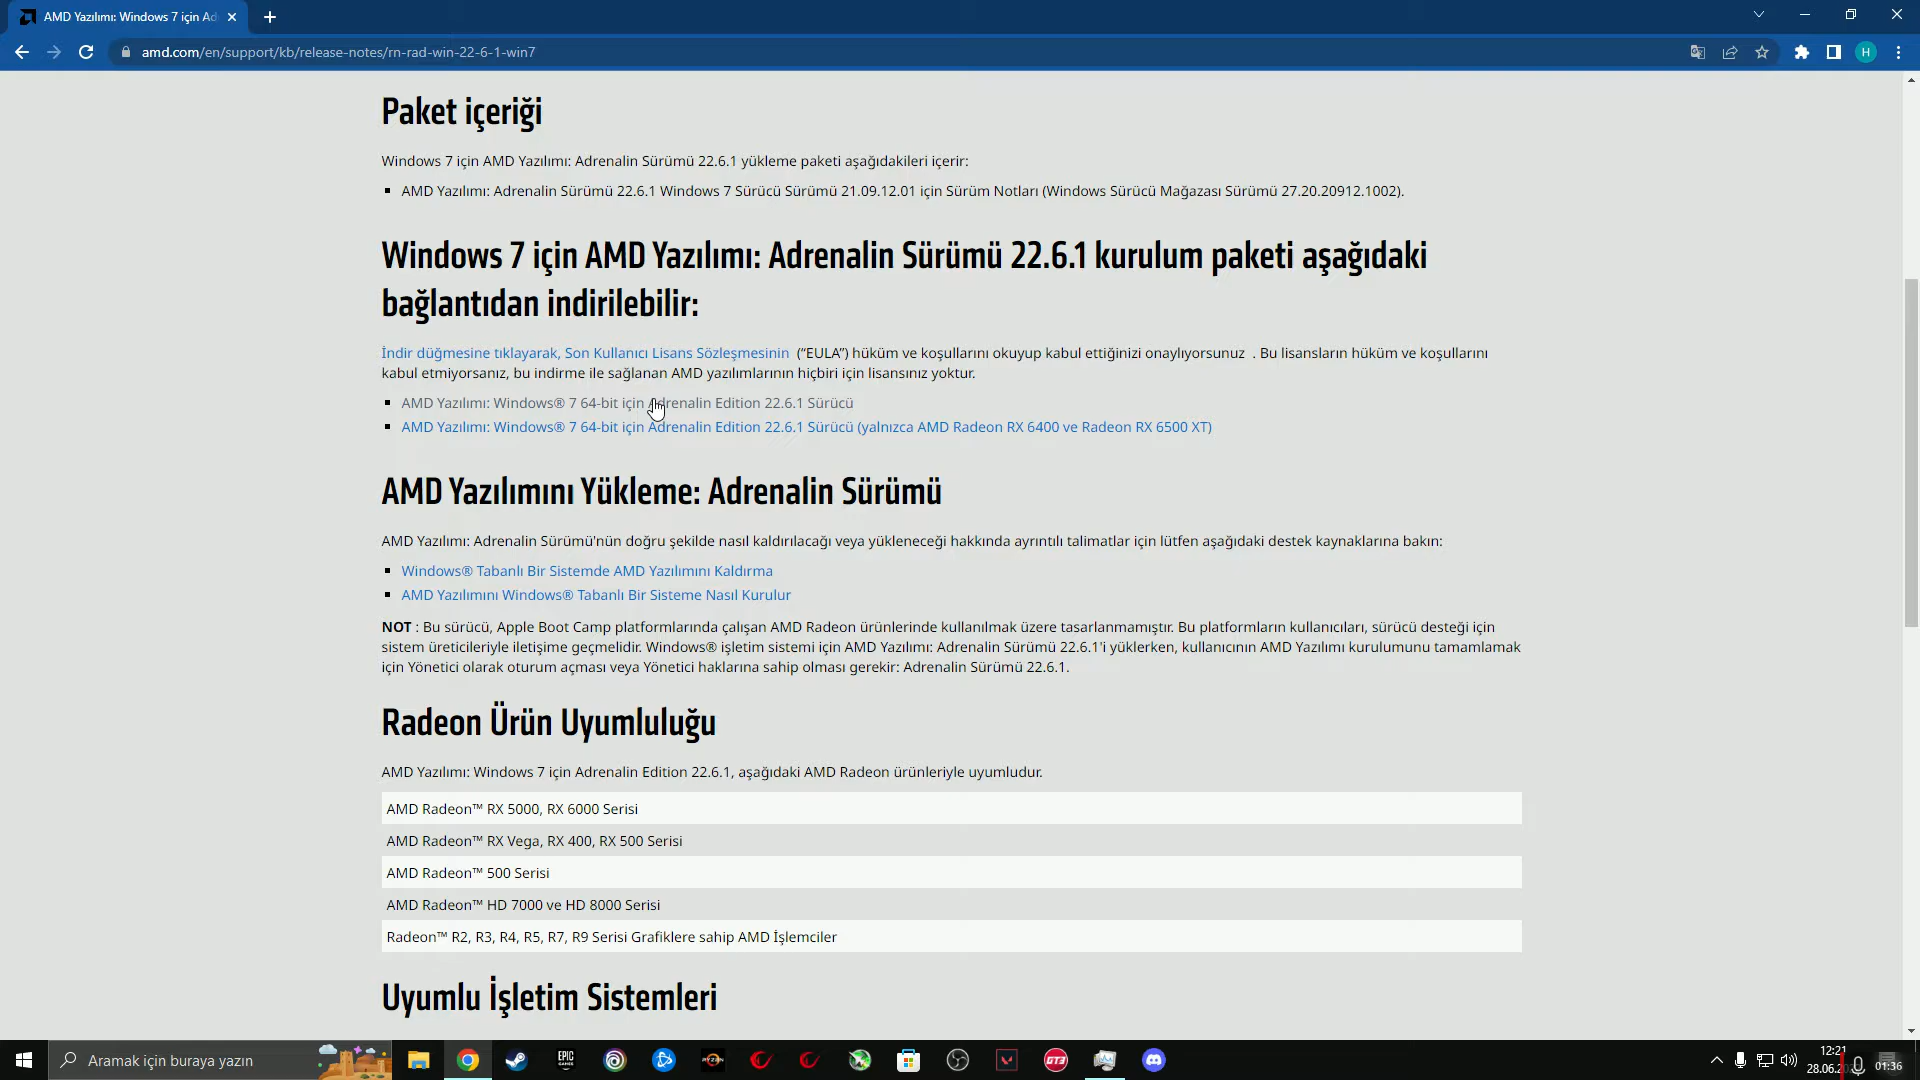 AMD Yazılımı: Windows 7 için Ad
amd.com/en/support/kb/release-notes/rn-rad-win-22-6-1-win7
H
Paket içeriği
Windows 7 için AMD Yazılımı: Adrenalin Sürümü 22.6.1 yükleme paketi aşağıdakileri içerir:
AMD Yazılımı: Adrenalin Sürümü 22.6.1 Windows 7 Sürücü Sürümü 21.09.12.01 için Sürüm Notları (Windows Sürücü Mağazası Sürümü 27.20.20912.1002).
Windows 7 için AMD Yazılımı: Adrenalin Sürümü 22.6.1 kurulum paketi aşağıdaki
bağlantıdan indirilebilir:
İndir düğmesine tıklayarak, Son Kullanıcı Lisans Sözleşmesinin (“EULA”) hüküm ve koşullarını okuyup kabul ettiğinizi onaylıyorsunuz . Bu lisansların hüküm ve koşullarını
kabul etmiyorsanız, bu indirme ile sağlanan AMD yazılımlarının hiçbiri için lisansınız yoktur.
AMD Yazılımı: Windows® 7 64-bit için Adrenalin Edition 22.6.1 Sürücü
AMD Yazılımı: Windows® 7 64-bit için Adrenalin Edition 22.6.1 Sürücü (yalnızca AMD Radeon RX 6400 ve Radeon RX 6500 XT)
AMD Yazılımını Yükleme: Adrenalin Sürümü
AMD Yazılımı: Adrenalin Sürümü'nün doğru şekilde nasıl kaldırılacağı veya yükleneceği hakkında ayrıntılı talimatlar için lütfen aşağıdaki destek kaynaklarına bakın:
Windows® Tabanlı Bir Sistemde AMD Yazılımını Kaldırma
AMD Yazılımını Windows® Tabanlı Bir Sisteme Nasıl Kurulur
NOT : Bu sürücü, Apple Boot Camp platformlarında çalışan AMD Radeon ürünlerinde kullanılmak üzere tasarlanmamıştır. Bu platformların kullanıcıları, sürücü desteği için
sistem üreticileriyle iletişime geçmelidir. Windows® işletim sistemi için AMD Yazılımı: Adrenalin Sürümü 22.6.1'i yüklerken, kullanıcının AMD Yazılımı kurulumunu tamamlamak
için Yönetici olarak oturum açması veya Yönetici haklarına sahip olması gerekir: Adrenalin Sürümü 22.6.1.
Radeon Ürün Uyumluluğu
AMD Yazılımı: Windows 7 için Adrenalin Edition 22.6.1, aşağıdaki AMD Radeon ürünleriyle uyumludur.
AMD Radeon™ RX 5000, RX 6000 Serisi
AMD Radeon™ RX Vega, RX 400, RX 500 Serisi
AMD Radeon™ 500 Serisi
AMD Radeon™ HD 7000 ve HD 8000 Serisi
Radeon™ R2, R3, R4, R5, R7, R9 Serisi Grafiklere sahip AMD İşlemciler
Uyumlu İşletim Sistemleri
Aramak için buraya yazın
EPIC
GAMES
RYZEN
GT3
12:21
28.06.20
01:36